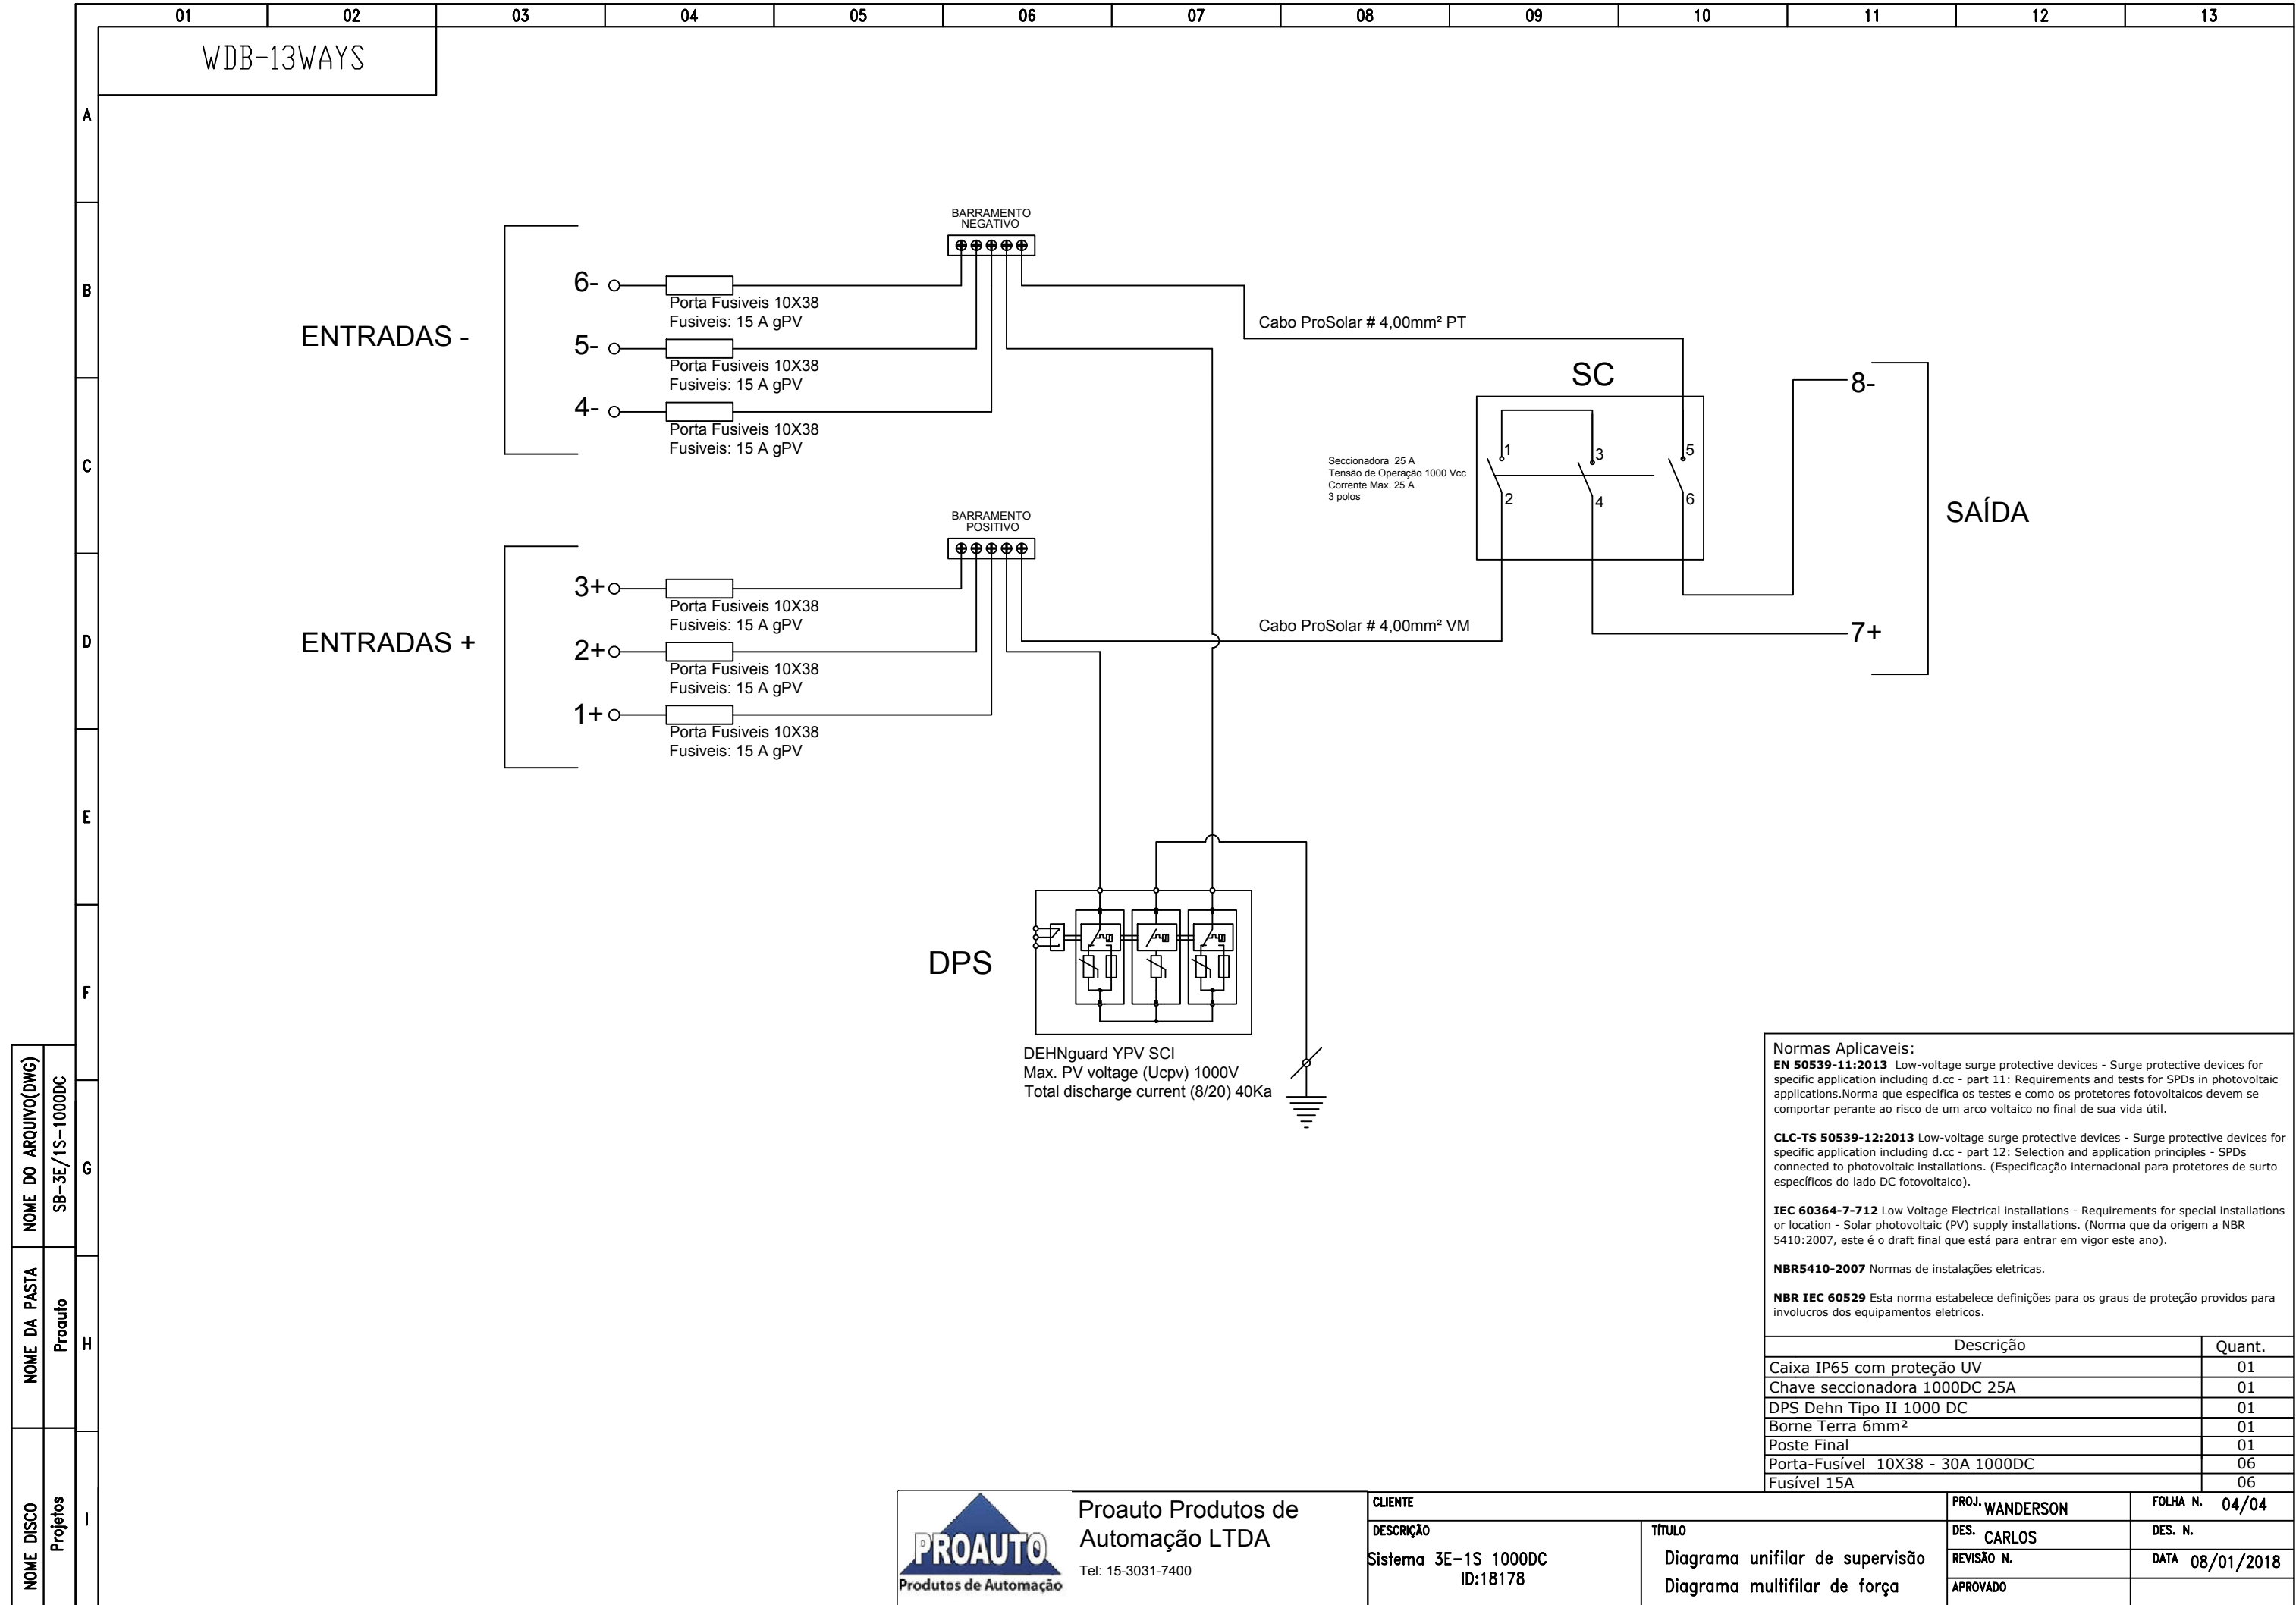 01 02 03 04 05 06 07 08 09 10 11 12 13
WDB-13WAYS
A
B
C
D
E
F
G
H
I
BARRAMENTO
NEGATIVO
ENTRADAS -
6-
Porta Fusiveis 10X38
Fusiveis: 15 A gPV
5-
Porta Fusiveis 10X38
Fusiveis: 15 A gPV
4-
Porta Fusiveis 10X38
Fusiveis: 15 A gPV
Cabo ProSolar # 4,00mm² PT
SC
1
3
5
2
4
6
Seccionadora 25 A
Tensão de Operação 1000 Vcc
Corrente Max. 25 A
3 polos
8-
SAÍDA
7+
BARRAMENTO
POSITIVO
ENTRADAS +
3+
Porta Fusiveis 10X38
Fusiveis: 15 A gPV
2+
Porta Fusiveis 10X38
Fusiveis: 15 A gPV
1+
Porta Fusiveis 10X38
Fusiveis: 15 A gPV
Cabo ProSolar # 4,00mm² VM
DPS
DEHNguard YPV SCI
Max. PV voltage (Ucpv) 1000V
Total discharge current (8/20) 40Ka
Normas Aplicaveis:
EN 50539-11:2013 Low-voltage surge protective devices - Surge protective devices for
specific application including d.cc - part 11: Requirements and tests for SPDs in photovoltaic
applications.Norma que especifica os testes e como os protetores fotovoltaicos devem se
comportar perante ao risco de um arco voltaico no final de sua vida útil.
CLC-TS 50539-12:2013 Low-voltage surge protective devices - Surge protective devices for
specific application including d.cc - part 12: Selection and application principles - SPDs
connected to photovoltaic installations. (Especificação internacional para protetores de surto
específicos do lado DC fotovoltaico).
IEC 60364-7-712 Low Voltage Electrical installations - Requirements for special installations
or location - Solar photovoltaic (PV) supply installations. (Norma que da origem a NBR
5410:2007, este é o draft final que está para entrar em vigor este ano).
NBR5410-2007 Normas de instalações eletricas.
NBR IEC 60529 Esta norma estabelece definições para os graus de proteção providos para
involucros dos equipamentos eletricos.
Descrição Quant.
Caixa IP65 com proteção UV 01
Chave seccionadora 1000DC 25A 01
DPS Dehn Tipo II 1000 DC 01
Borne Terra 6mm² 01
Poste Final 01
Porta-Fusível 10X38 - 30A 1000DC 06
Fusível 15A 06
NOME DO ARQUIVO(DWG)
SB-3E/1S-1000DC
NOME DA PASTA
Proauto
NOME DISCO
Projetos
PROAUTO
Produtos de Automação
Proauto Produtos de
Automação LTDA
Tel: 15-3031-7400
CLIENTE
DESCRIÇÃO
Sistema 3E-1S 1000DC
ID:18178
TÍTULO
Diagrama unifilar de supervisão
Diagrama multifilar de força
PROJ. WANDERSON
FOLHA N. 04/04
DES. CARLOS
DES. N.
REVISÃO N.
DATA 08/01/2018
APROVADO